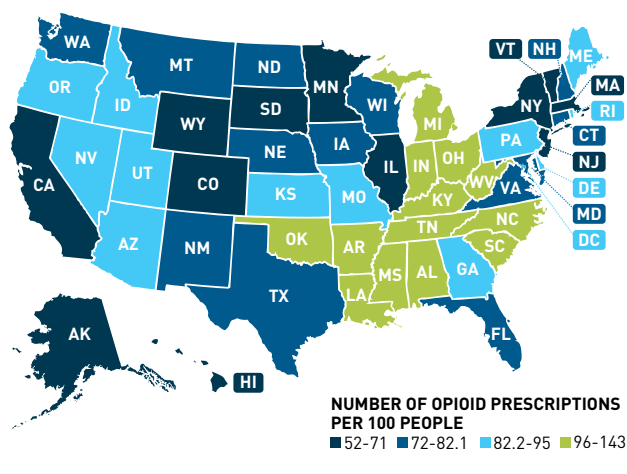 WA
MT
ND
MN
VT
NH
ME
OR
ID
WY
SD
WI
MI
NY
MA
RI
CT
NJ
DE
MD
DC
NV
UT
CO
NE
IA
IL
IN
OH
PA
CA
KS
MO
KY
WV
VA
AZ
NM
OK
AR
TN
NC
SC
TX
LA
MS
AL
GA
FL
AK
HI
NUMBER OF OPIOID PRESCRIPTIONS
PER 100 PEOPLE
52-71 72-82.1 82.2-95 96-143